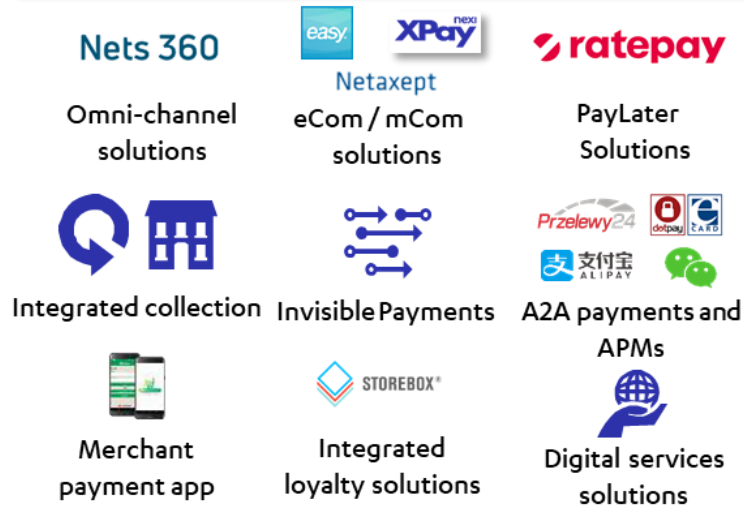 Nets 360
easy.
XPay
nexi
Netaxept
ratepay
Omni-channel
solutions
eCom / mCom
solutions
PayLater
Solutions
Przelewy24
dotpay
e
CARD
支付宝
ALIPAY
Integrated collection
Invisible Payments
A2A payments and
APMs
STOREBOX®
Merchant
payment app
Integrated
loyalty solutions
Digital services
solutions